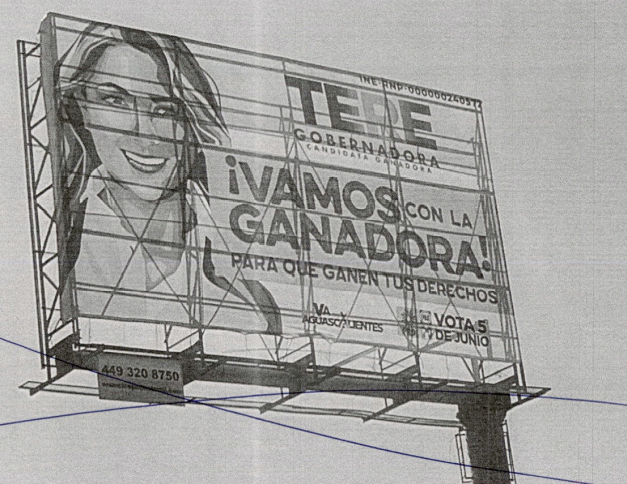 INE-RNP-000000240572
TERE
GOBERNADORA
CANDIDATA GANADORA
¡VAMOS CON LA
GANADORA!
PARA QUE GANEN TUS DERECHOS
VA
AGUASCALIENTES
VOTA 5
DE JUNIO
449 320 8750